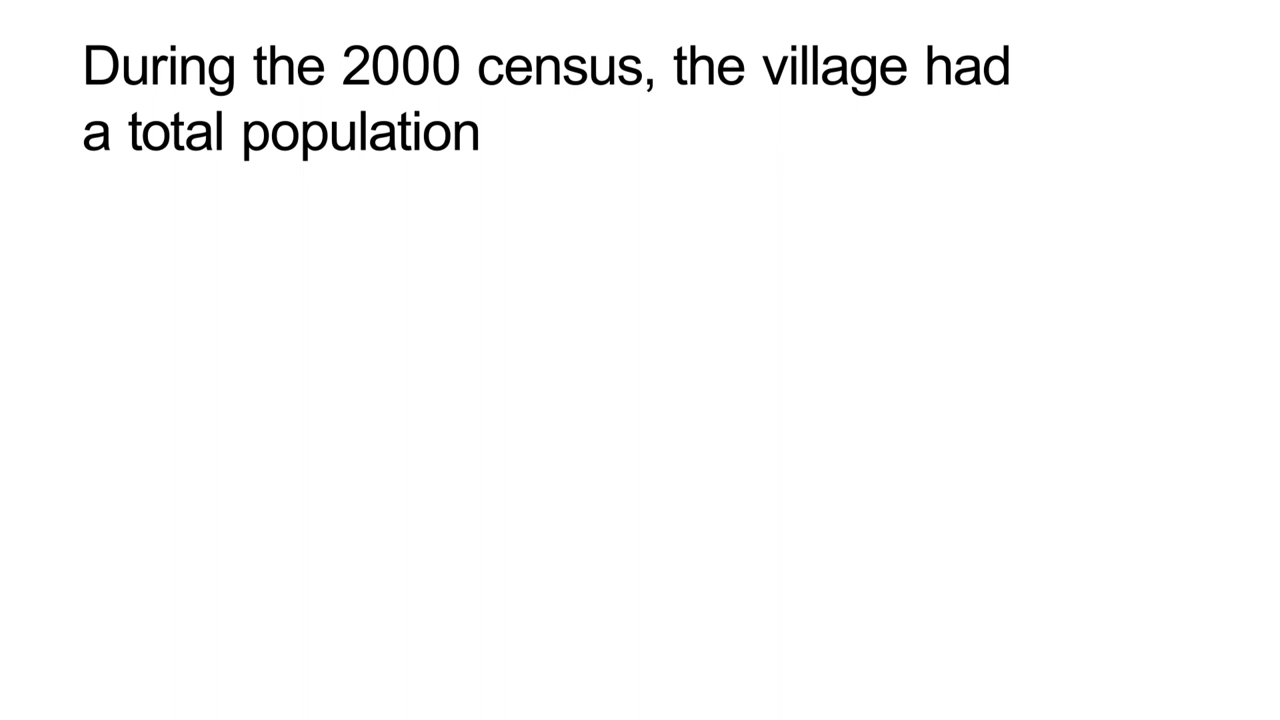 During the 2000 census, the village had
a total population